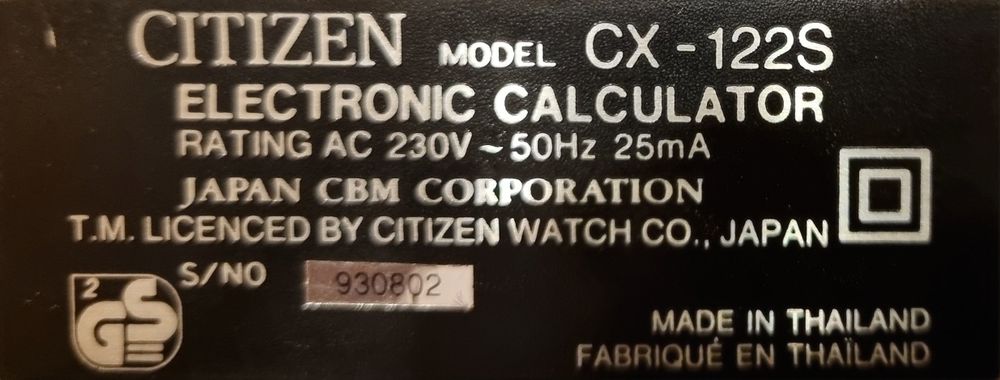 CITIZEN MODEL CX-122S
ELECTRONIC CALCULATOR
RATING AC 230V ~ 50Hz 25mA
JAPAN CBM CORPORATION
T.M. LICENCED BY CITIZEN WATCH CO., JAPAN
S/NO 930802
2
GS
MADE IN THAILAND
FABRIQUÉ EN THAÏLAND